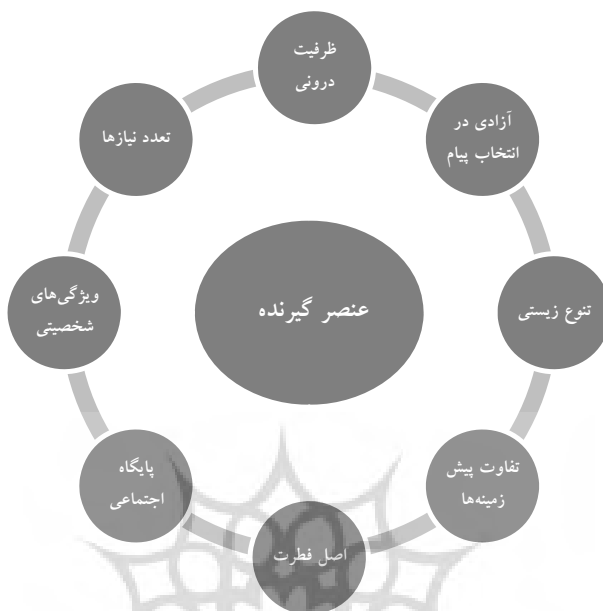 ظرفیت
درونی
آزادی در
انتخاب پیام
تنوع زیستی
تفاوت پیش
زمینه‌ها
اصل فطرت
پایگاه
اجتماعی
ویژگی‌های
شخصیتی
تعدد نیازها
عنصر گیرنده